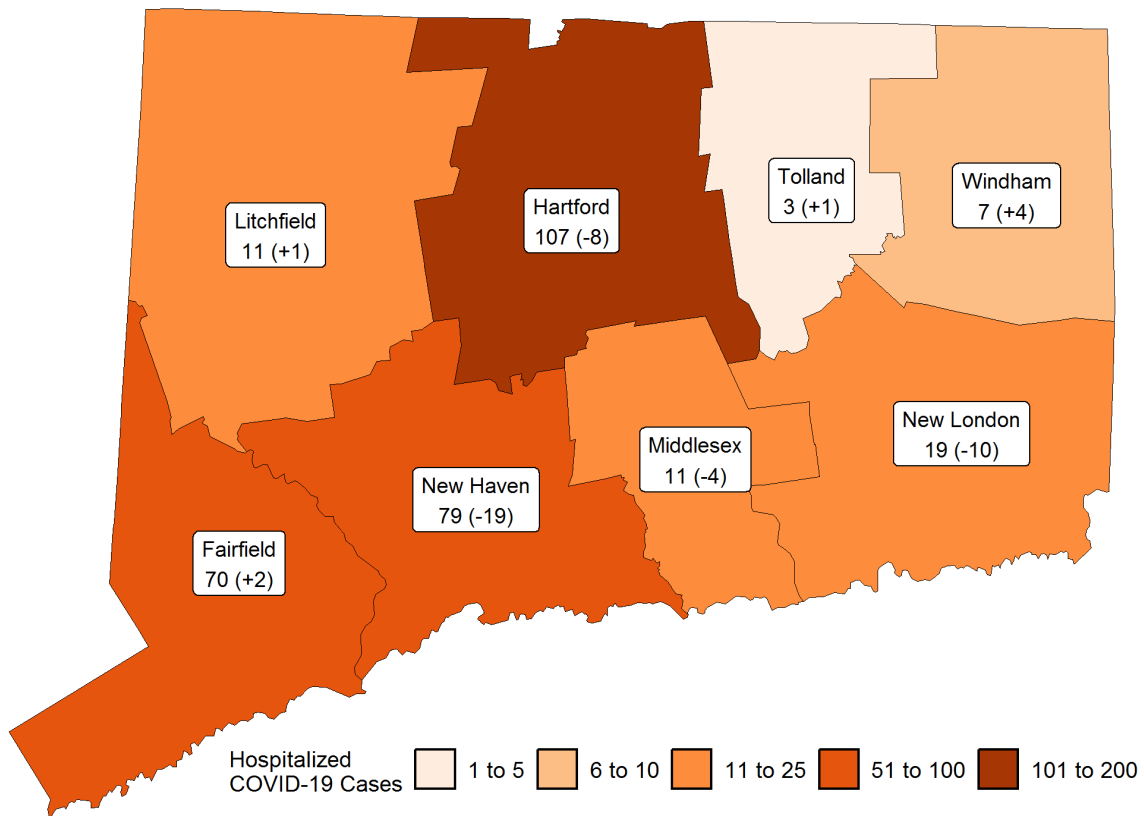 Tolland
3 (+1)
Windham
7 (+4)
Hartford
107 (-8)
Litchfield
11 (+1)
New London
19 (-10)
Middlesex
11 (-4)
New Haven
79 (-19)
Fairfield
70 (+2)
Hospitalized
COVID-19 Cases
1 to 5
6 to 10
11 to 25
51 to 100
101 to 200